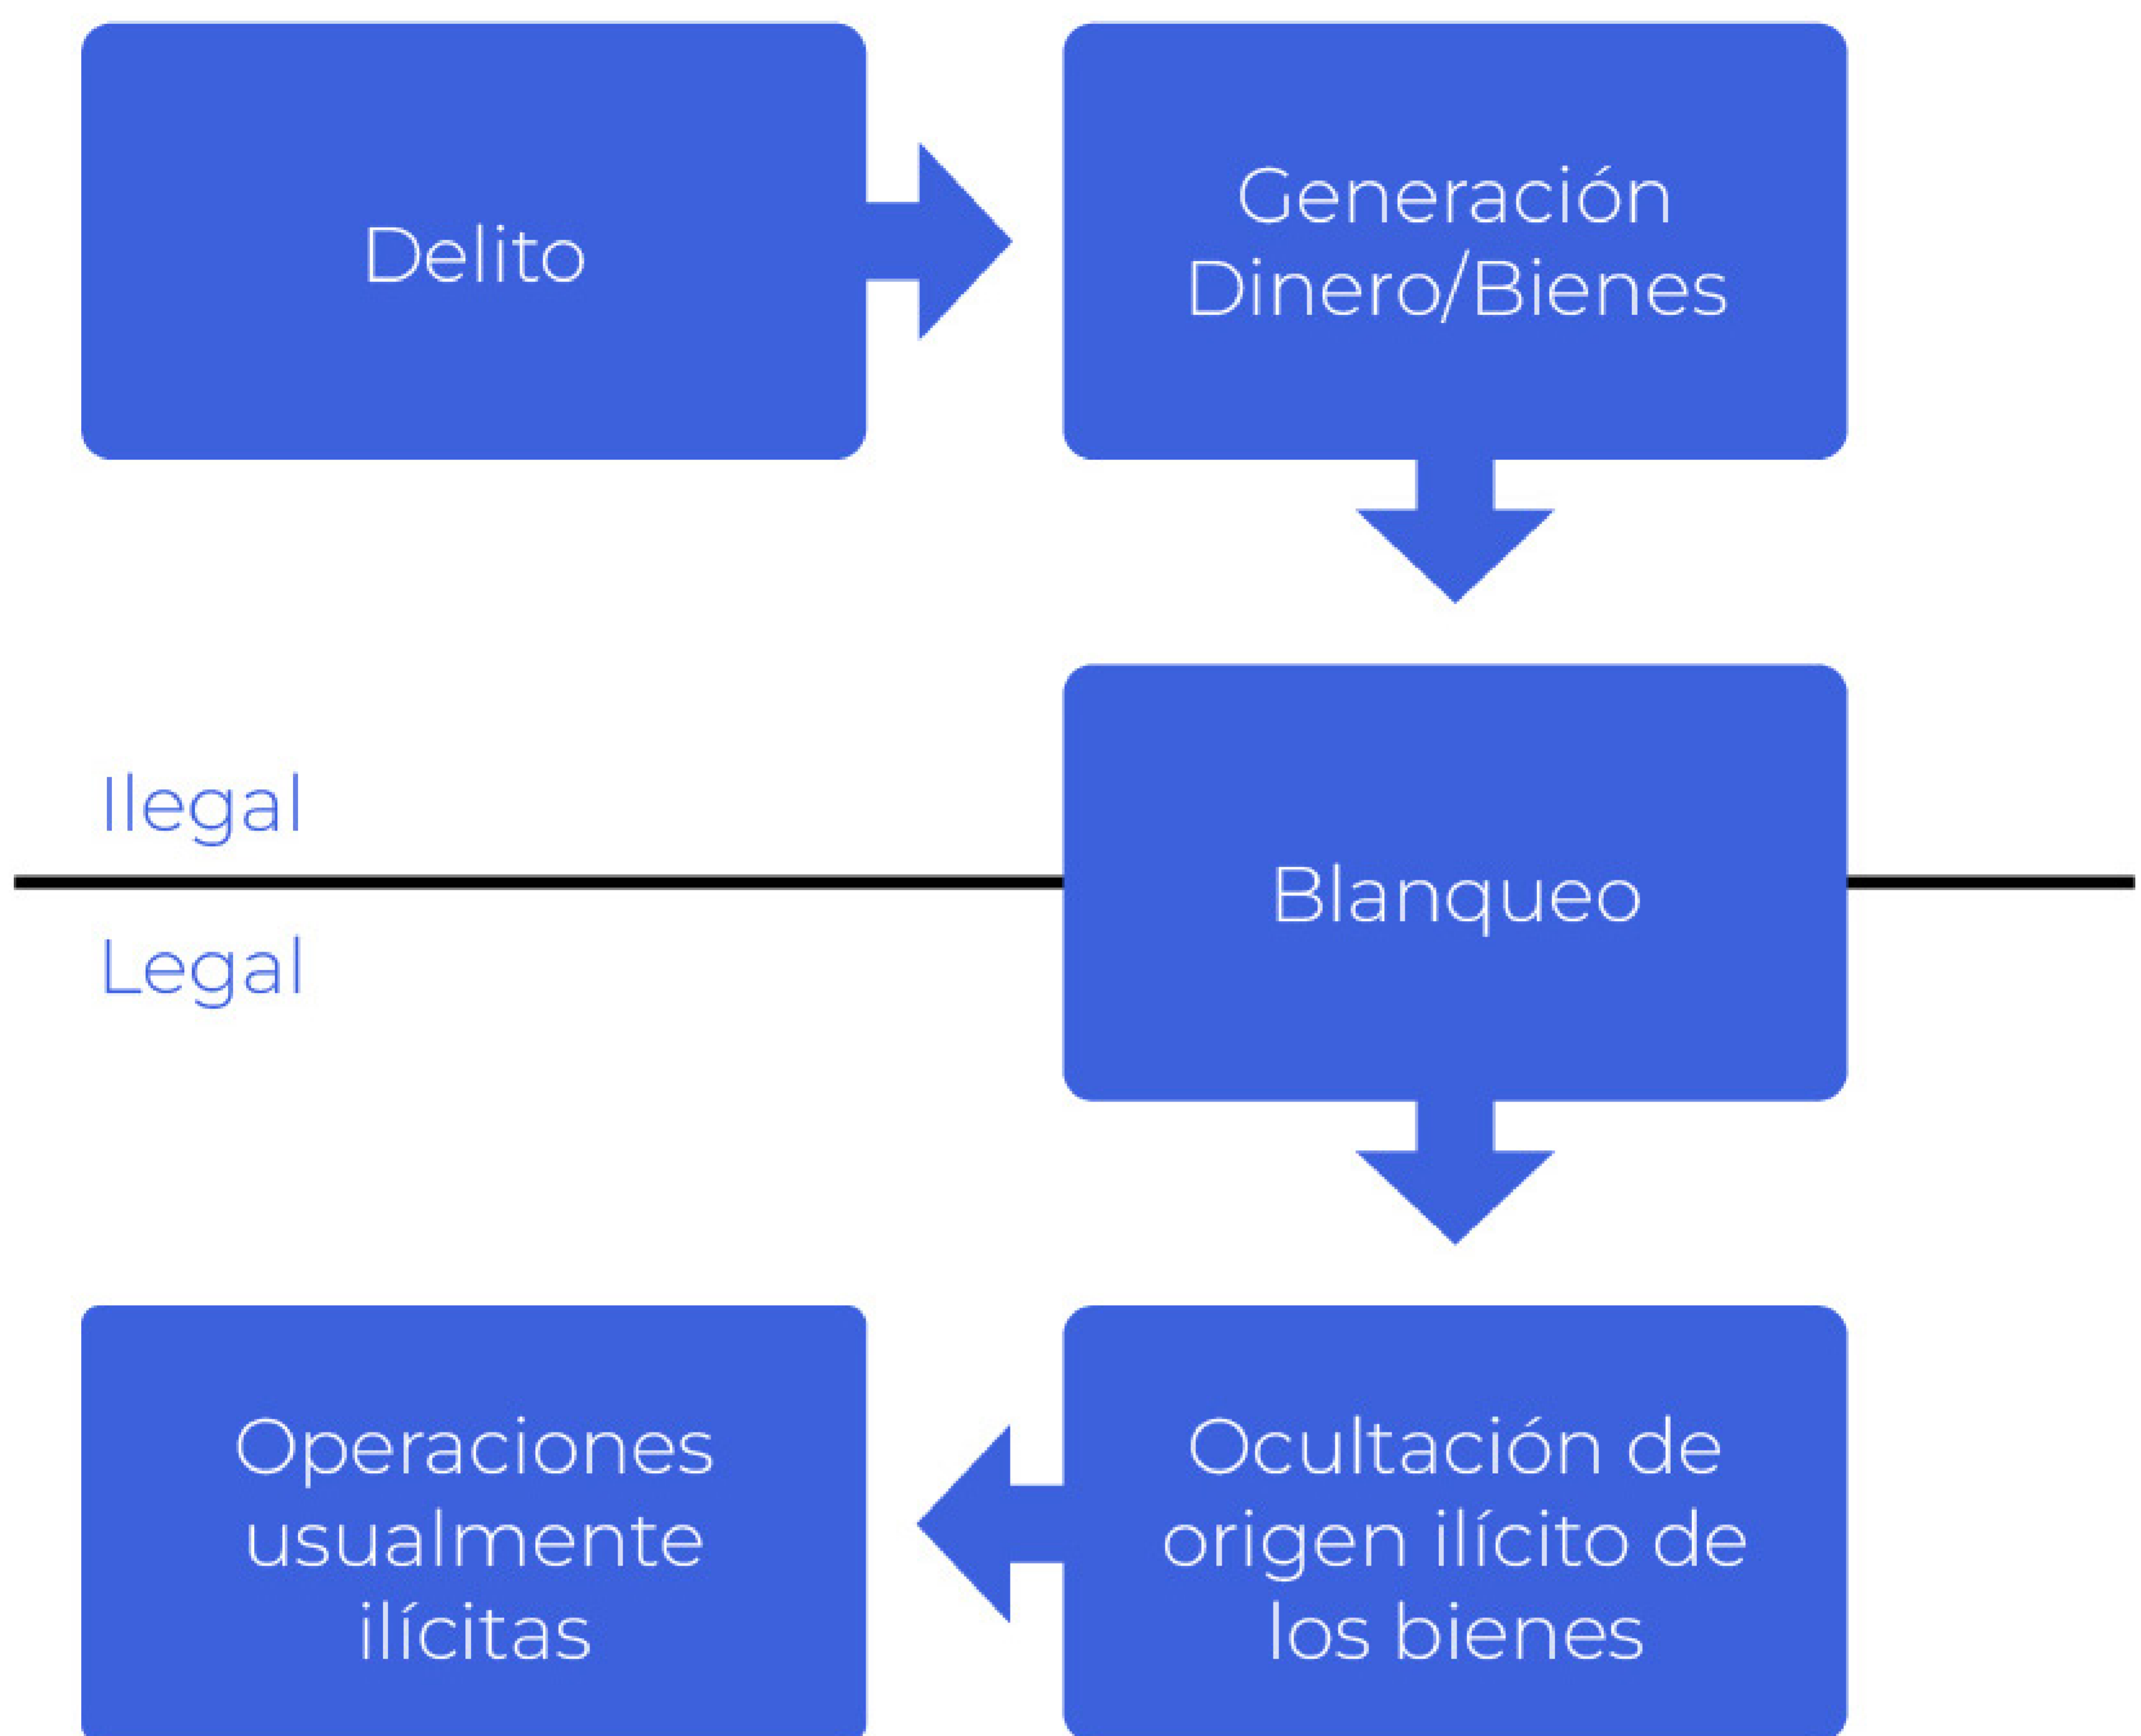 Delito
Generación
Dinero/Bienes
Ilegal
Blanqueo
Legal
Operaciones
usualmente
ilícitas
Ocultación de
origen ilícito de
los bienes